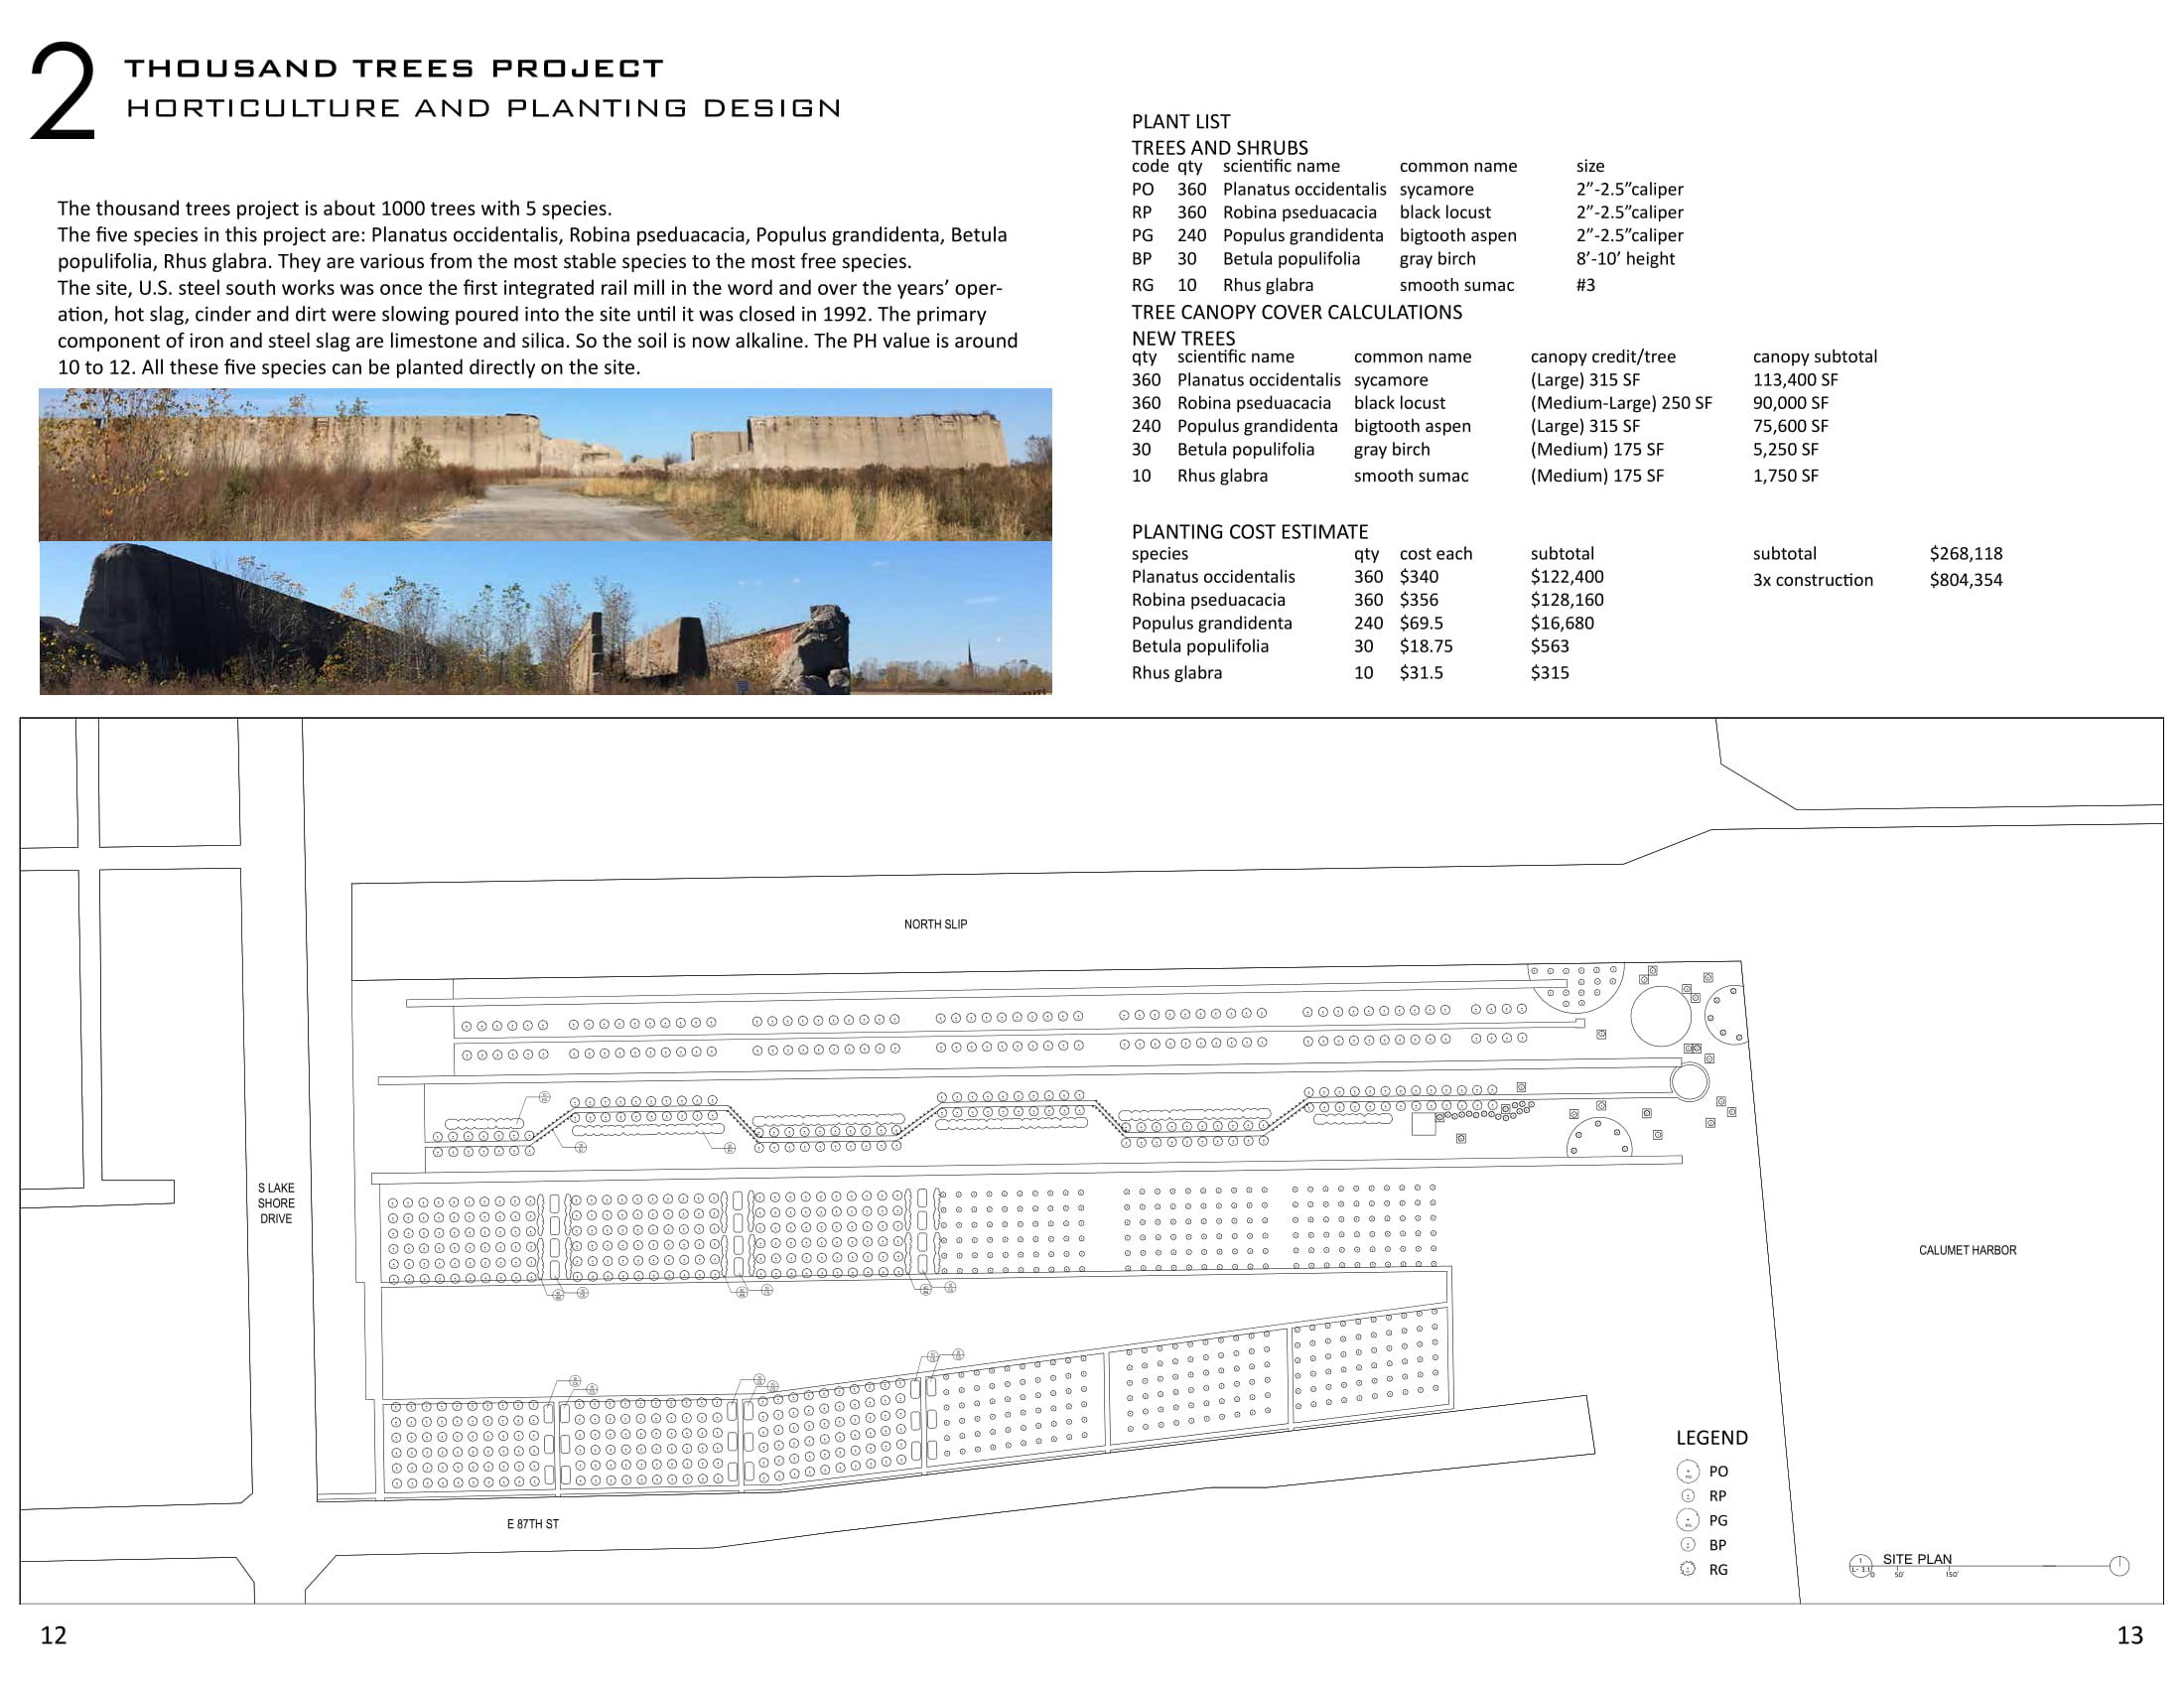 2
THOUSAND TREES PROJECT
HORTICULTURE AND PLANTING DESIGN
The thousand trees project is about 1000 trees with 5 species.
The five species in this project are: Planatus occidentalis, Robina pseduacacia, Populus grandidenta, Betula
populifolia, Rhus glabra. They are various from the most stable species to the most free species.
The site, U.S. steel south works was once the first integrated rail mill in the word and over the years' oper-
ation, hot slag, cinder and dirt were slowing poured into the site until it was closed in 1992. The primary
component of iron and steel slag are limestone and silica. So the soil is now alkaline. The PH value is around
10 to 12. All these five species can be planted directly on the site.
PLANT LIST
TREES AND SHRUBS
code qty scientific name common name size
PO 360 Planatus occidentalis sycamore 2"-2.5"caliper
RP 360 Robina pseduacacia black locust 2"-2.5"caliper
PG 240 Populus grandidenta bigtooth aspen 2"-2.5"caliper
BP 30 Betula populifolia gray birch 8'-10' height
RG 10 Rhus glabra smooth sumac #3
TREE CANOPY COVER CALCULATIONS
NEW TREES
qty scientific name common name canopy credit/tree canopy subtotal
360 Planatus occidentalis sycamore (Large) 315 SF 113,400 SF
360 Robina pseduacacia black locust (Medium-Large) 250 SF 90,000 SF
240 Populus grandidenta bigtooth aspen (Large) 315 SF 75,600 SF
30 Betula populifolia gray birch (Medium) 175 SF 5,250 SF
10 Rhus glabra smooth sumac (Medium) 175 SF 1,750 SF
PLANTING COST ESTIMATE
species qty cost each subtotal subtotal $268,118
Planatus occidentalis 360 $340 $122,400 3x construction $804,354
Robina pseduacacia 360 $356 $128,160
Populus grandidenta 240 $69.5 $16,680
Betula populifolia 30 $18.75 $563
Rhus glabra 10 $31.5 $315
NORTH SLIP
S LAKE
SHORE
DRIVE
CALUMET HARBOR
E 87TH ST
LEGEND
PO
RP
PG
BP
RG
1
SITE PLAN
0 50' 150'
12
13